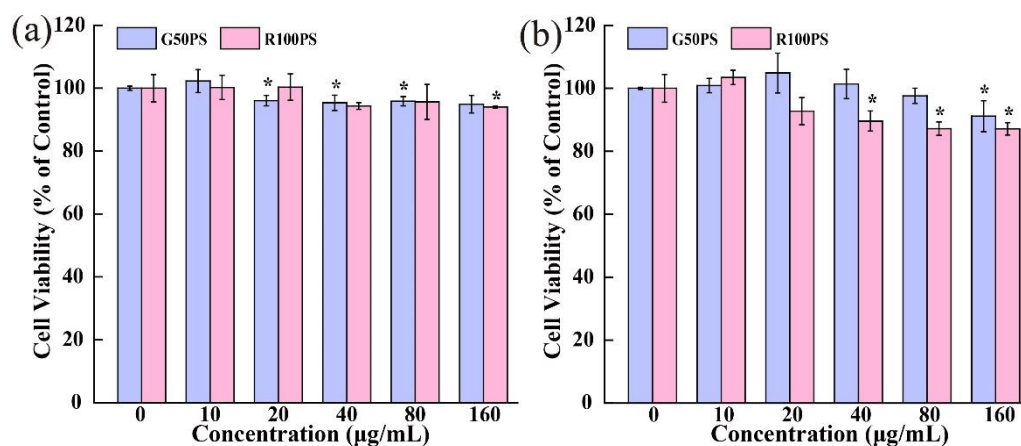 (a)
G50PS R100PS
120
100
80
60
40
20
0
* * * *
Cell Viability (% of Control)
0 10 20 40 80 160
Concentration (µg/mL)
(b)
G50PS R100PS
120
100
80
60
40
20
0
* * * *
Cell Viability (% of Control)
0 10 20 40 80 160
Concentration (µg/mL)